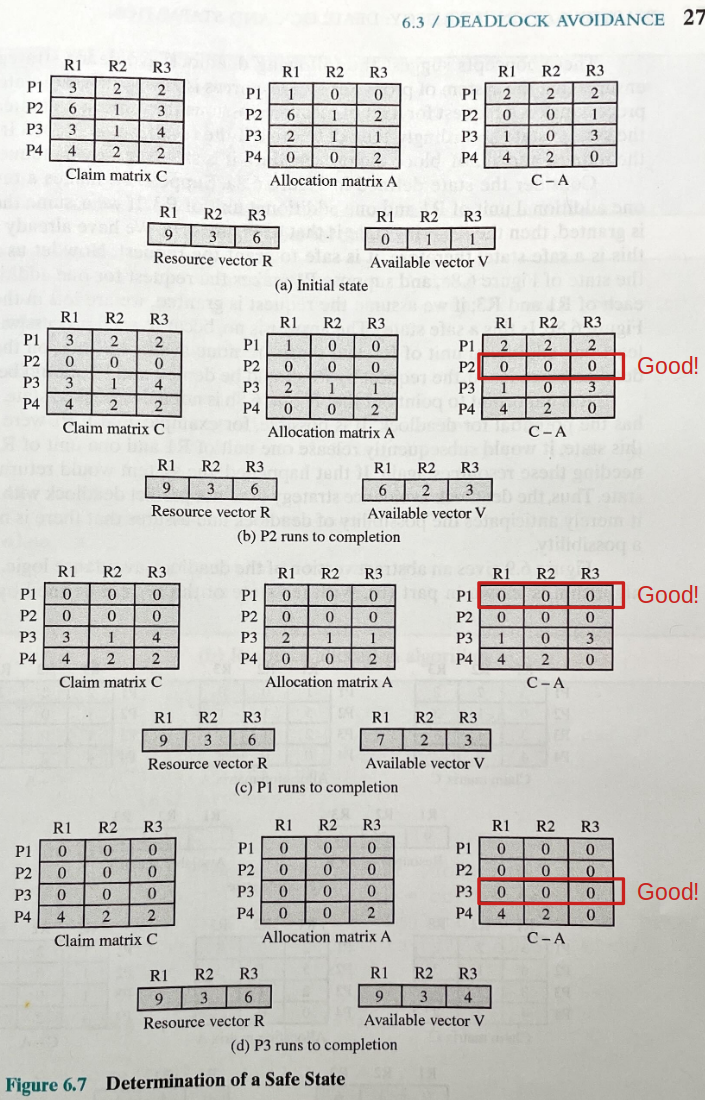 6.3 / DEADLOCK AVOIDANCE 27
R1 R2 R3
P1 3 2 2
P2 6 1 3
P3 3 1 4
P4 4 2 2
Claim matrix C
R1 R2 R3
P1 1 0 0
P2 6 1 2
P3 2 1 1
P4 0 0 2
Allocation matrix A
R1 R2 R3
P1 2 2 2
P2 0 0 1
P3 1 0 3
P4 4 2 0
C – A
R1 R2 R3
9 3 6
Resource vector R
R1 R2 R3
0 1 1
Available vector V
(a) Initial state
R1 R2 R3
P1 3 2 2
P2 0 0 0
P3 3 1 4
P4 4 2 2
Claim matrix C
R1 R2 R3
P1 1 0 0
P2 0 0 0
P3 2 1 1
P4 0 0 2
Allocation matrix A
R1 R2 R3
P1 2 2 2
P2 0 0 0 Good!
P3 1 0 3
P4 4 2 0
C – A
R1 R2 R3
9 3 6
Resource vector R
R1 R2 R3
6 2 3
Available vector V
(b) P2 runs to completion
R1 R2 R3
P1 0 0 0
P2 0 0 0
P3 3 1 4
P4 4 2 2
Claim matrix C
R1 R2 R3
P1 0 0 0
P2 0 0 0
P3 2 1 1
P4 0 0 2
Allocation matrix A
R1 R2 R3
P1 0 0 0 Good!
P2 0 0 0
P3 1 0 3
P4 4 2 0
C – A
R1 R2 R3
9 3 6
Resource vector R
R1 R2 R3
7 2 3
Available vector V
(c) P1 runs to completion
R1 R2 R3
P1 0 0 0
P2 0 0 0
P3 0 0 0
P4 4 2 2
Claim matrix C
R1 R2 R3
P1 0 0 0
P2 0 0 0
P3 0 0 0
P4 0 0 2
Allocation matrix A
R1 R2 R3
P1 0 0 0
P2 0 0 0
P3 0 0 0 Good!
P4 4 2 0
C – A
R1 R2 R3
9 3 6
Resource vector R
R1 R2 R3
9 3 4
Available vector V
(d) P3 runs to completion
Figure 6.7 Determination of a Safe State